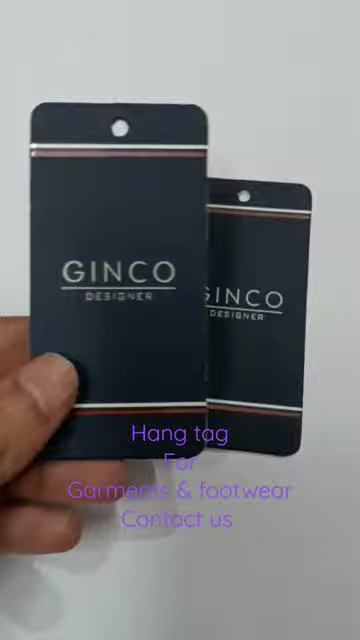 GINCO
DESIGNER
GINCO
DESIGNER
Hang tag
For
Garments & footwear
Contact us